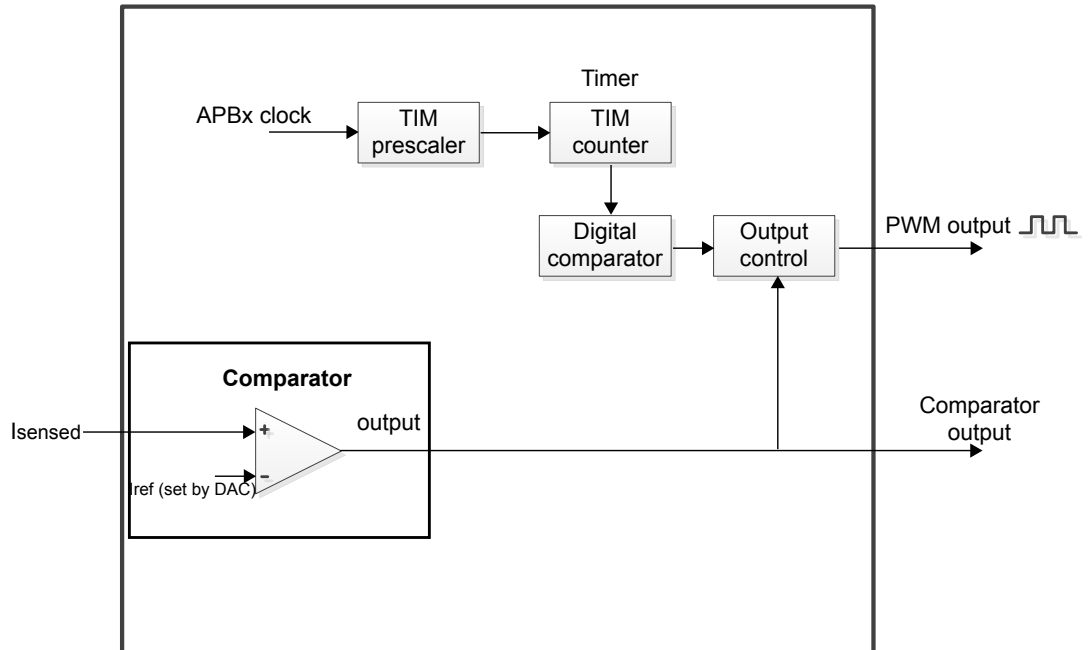 Timer
APBx clock
TIM
prescaler
TIM
counter
Digital
comparator
Output
control
PWM output
Comparator
output
Isensed
+
-
Iref (set by DAC)
Comparator
output